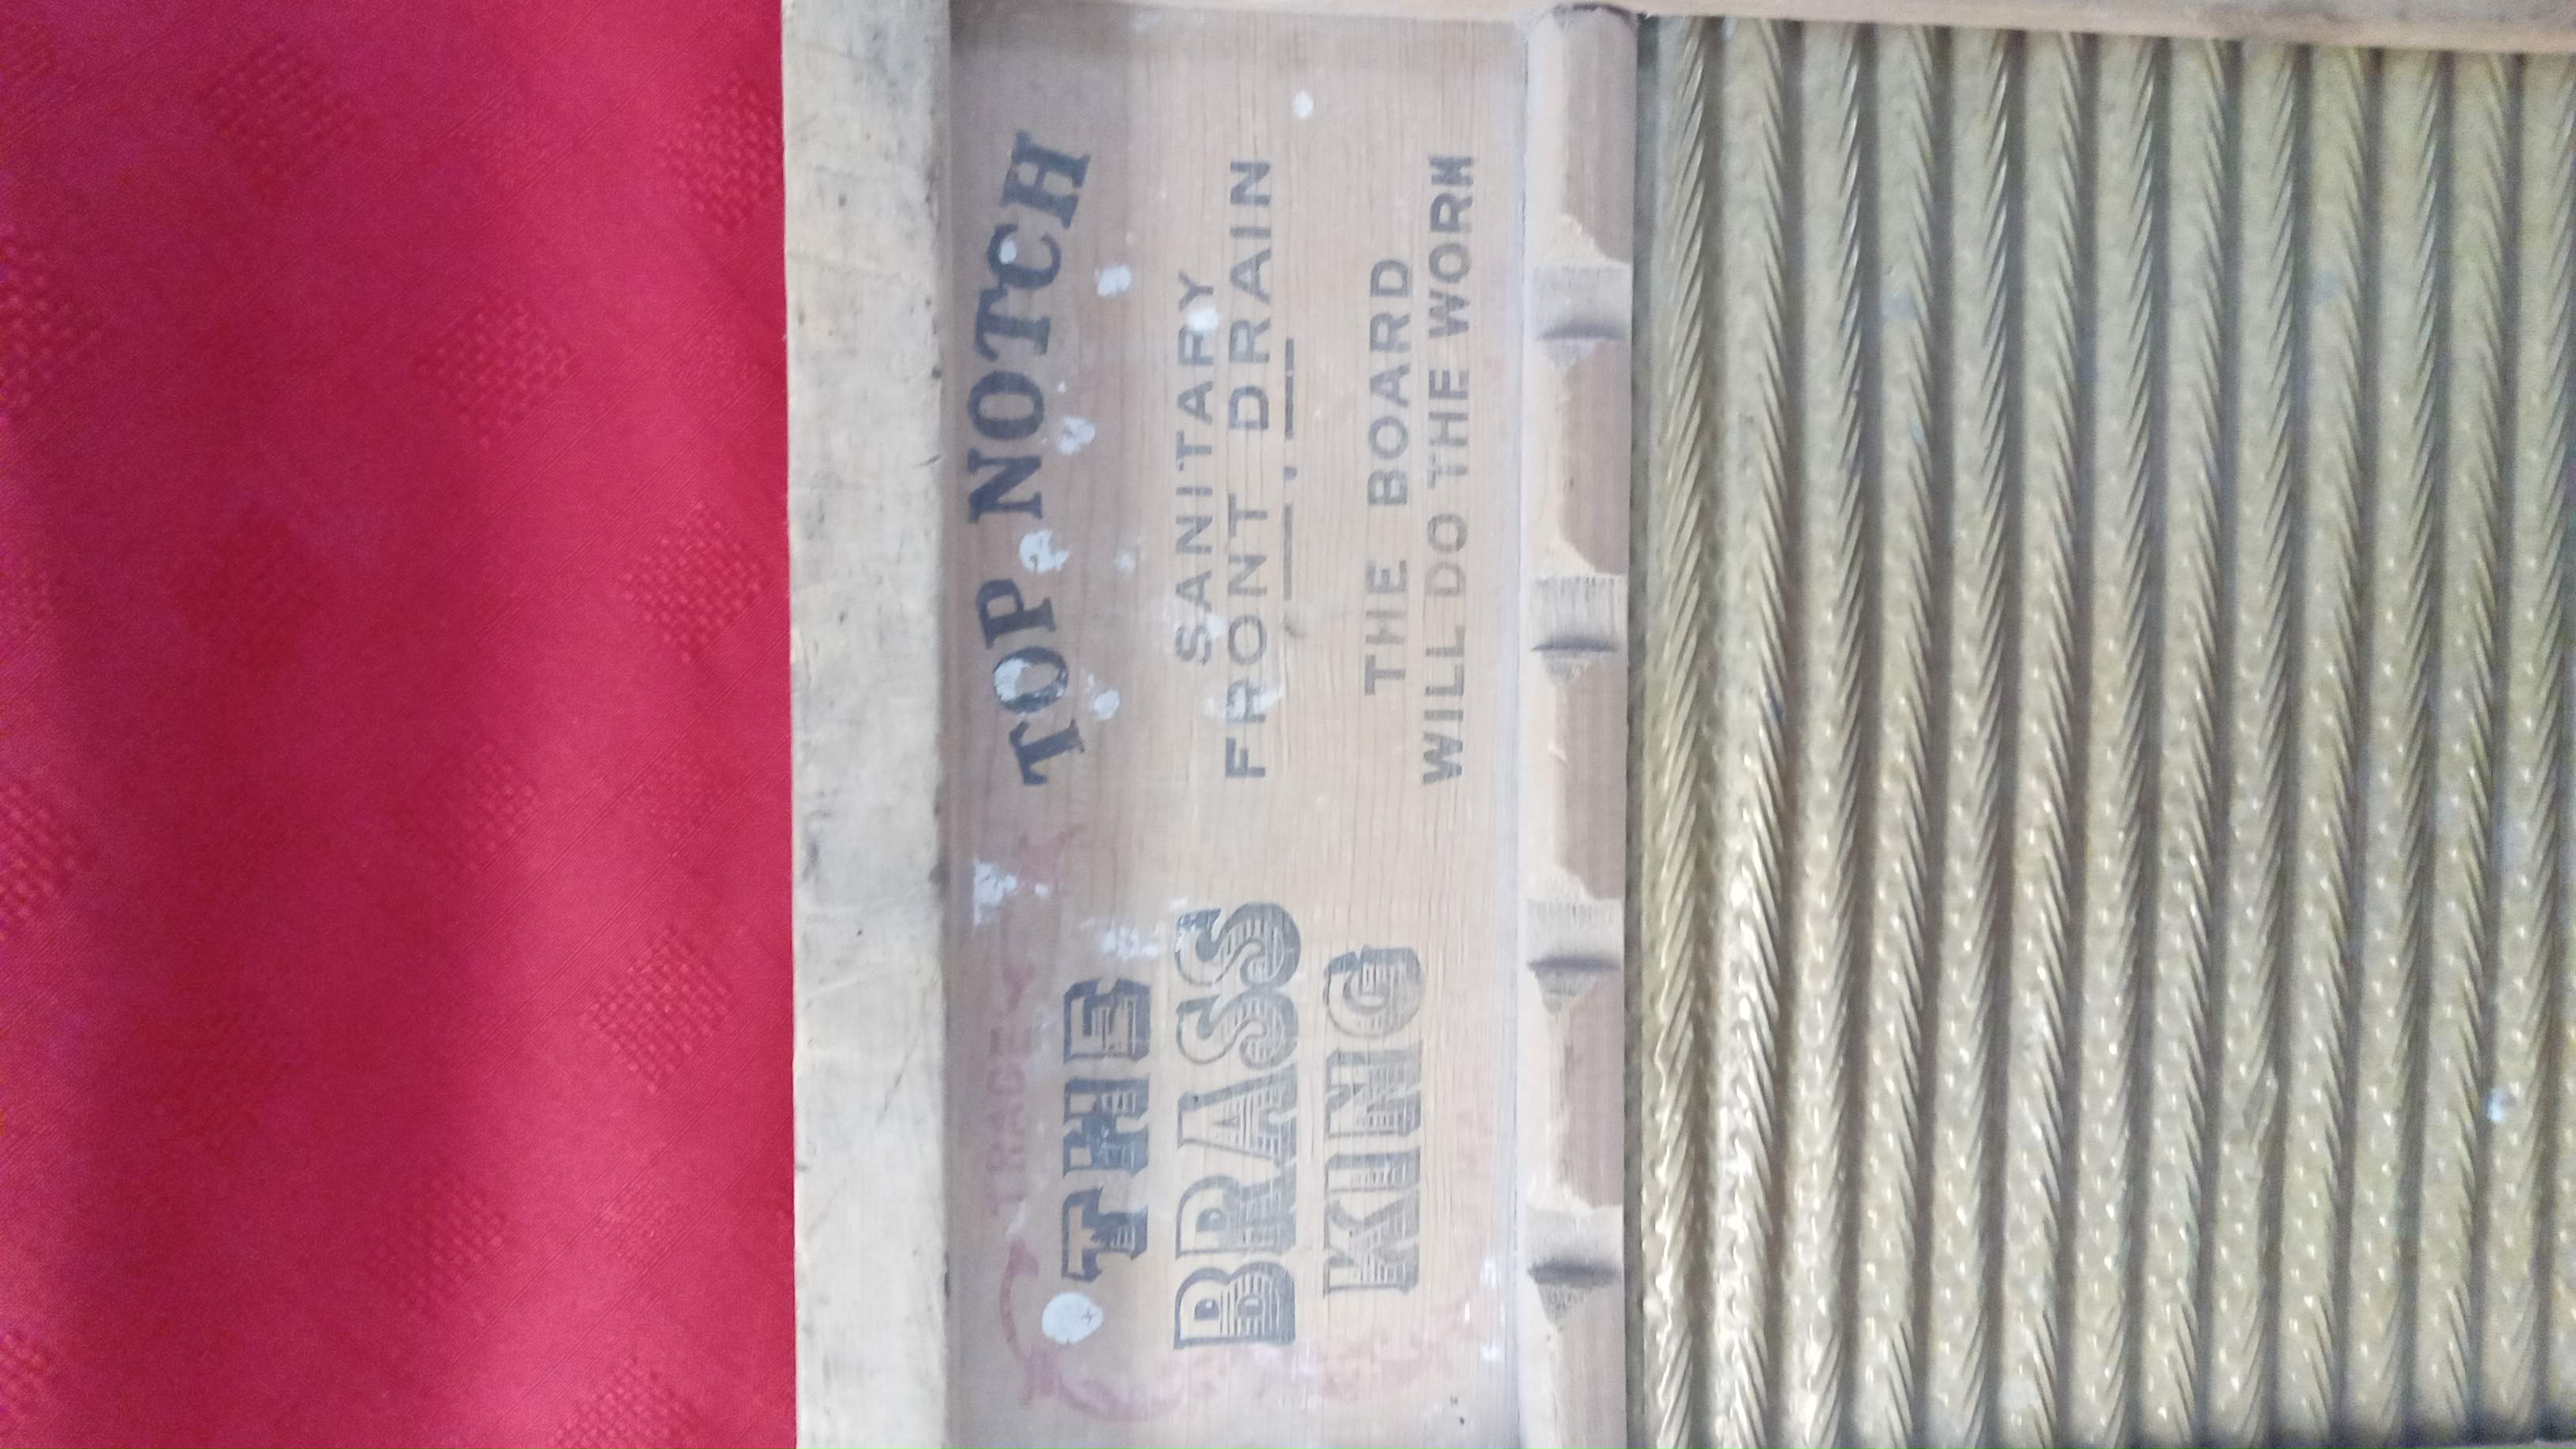 TRADE
THE
BRASS
KING
TOP NOTCH
SANITARY
FRONT DRAIN
THE BOARD
WILL DO THE WORK